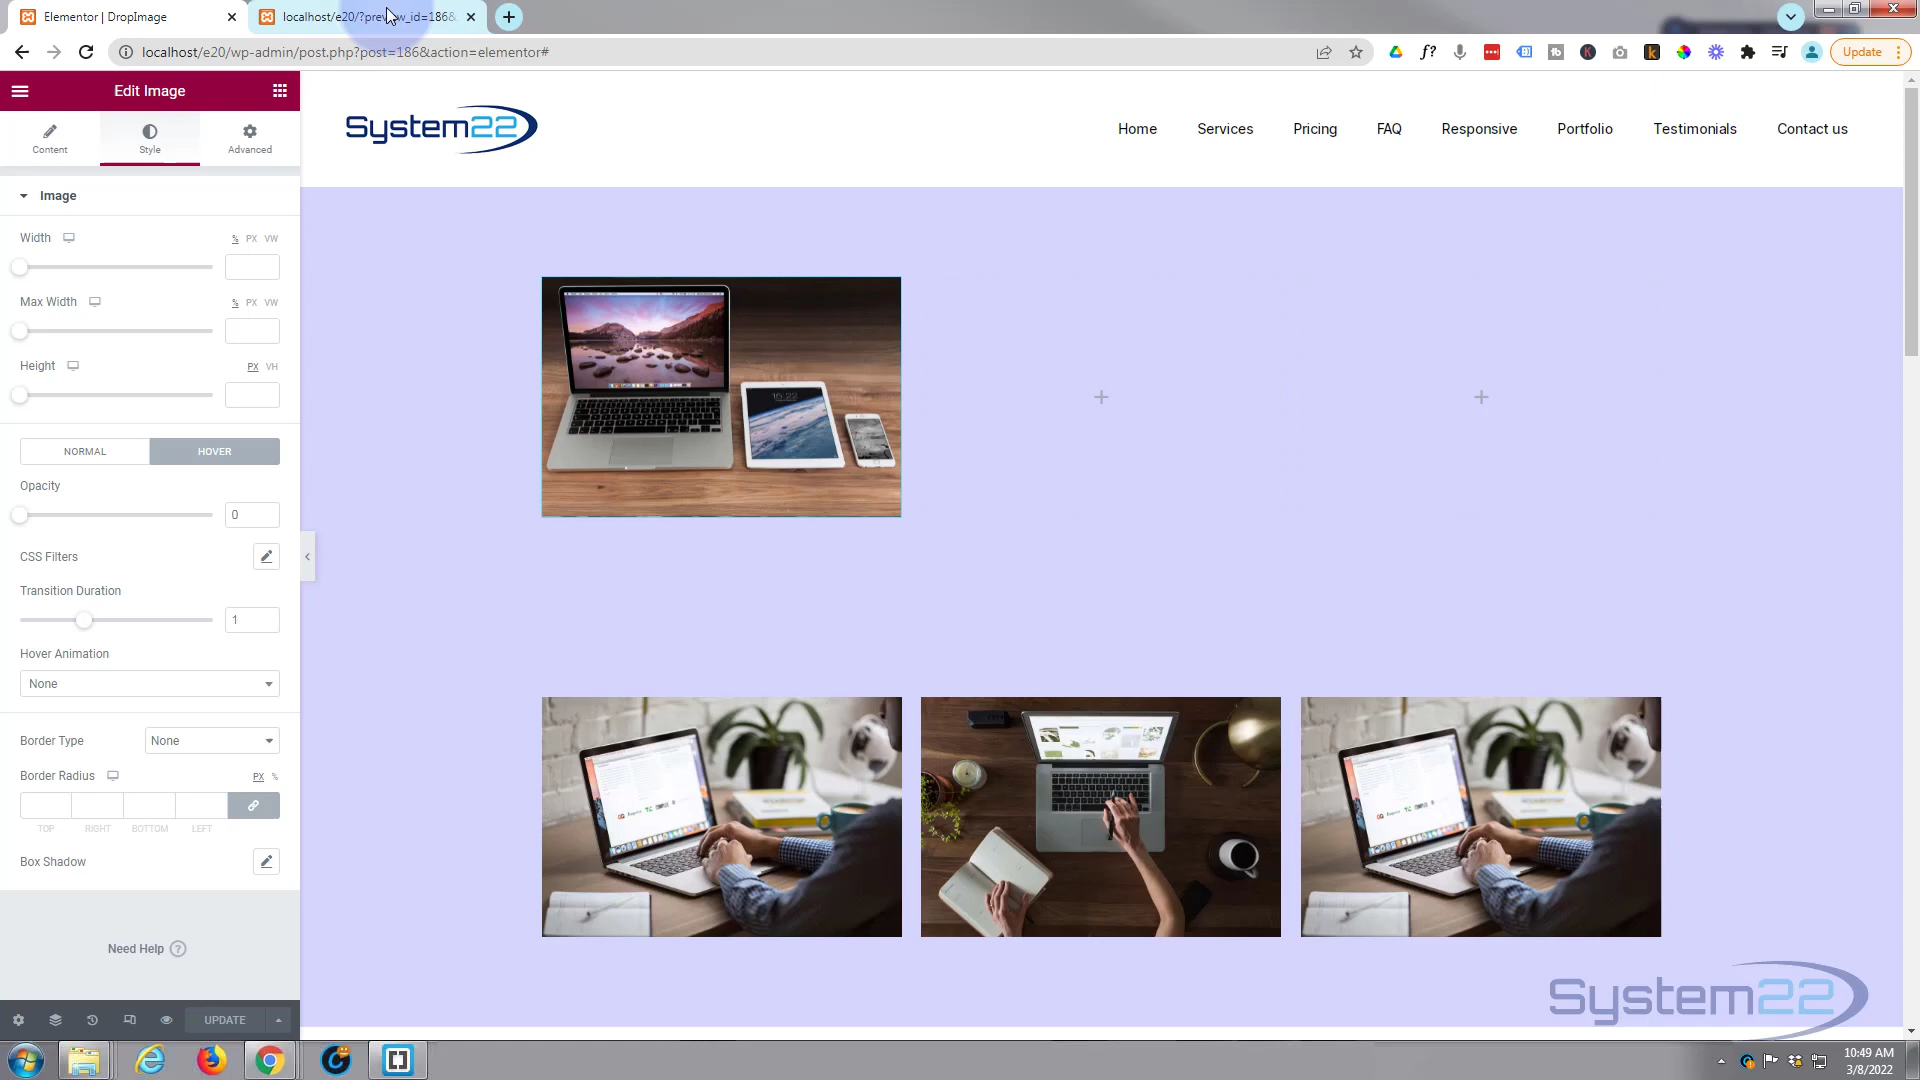 Elementor | DropImage
localhost/e20/?preview_id=186&
localhost/e20/wp-admin/post.php?post=186&action=elementor#
Update
Edit Image
Content
Style
Advanced
Image
Width
% PX VW
Max Width
% PX VW
Height
PX VH
NORMAL
HOVER
Opacity
0
CSS Filters
Transition Duration
1
Hover Animation
None
Border Type
None
Border Radius
PX %
TOP RIGHT BOTTOM LEFT
Box Shadow
Need Help
UPDATE
System22
Home Services Pricing FAQ Responsive Portfolio Testimonials Contact us
16:22
System22
10:49 AM
3/8/2022